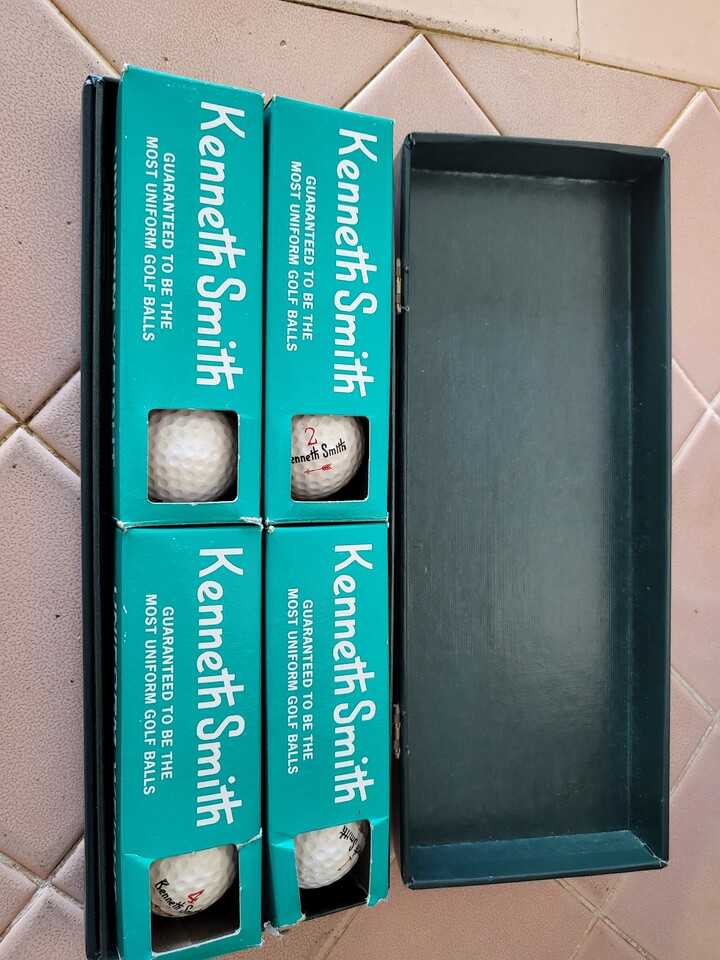 Kenneth Smith
GUARANTEED TO BE THE
MOST UNIFORM GOLF BALLS
Kenneth Smith
GUARANTEED TO BE THE
MOST UNIFORM GOLF BALLS
2
enneth Smith
Kenneth Smith
GUARANTEED TO BE THE
MOST UNIFORM GOLF BALLS
4
Kenneth S
Kenneth Smith
GUARANTEED TO BE THE
MOST UNIFORM GOLF BALLS
Smith